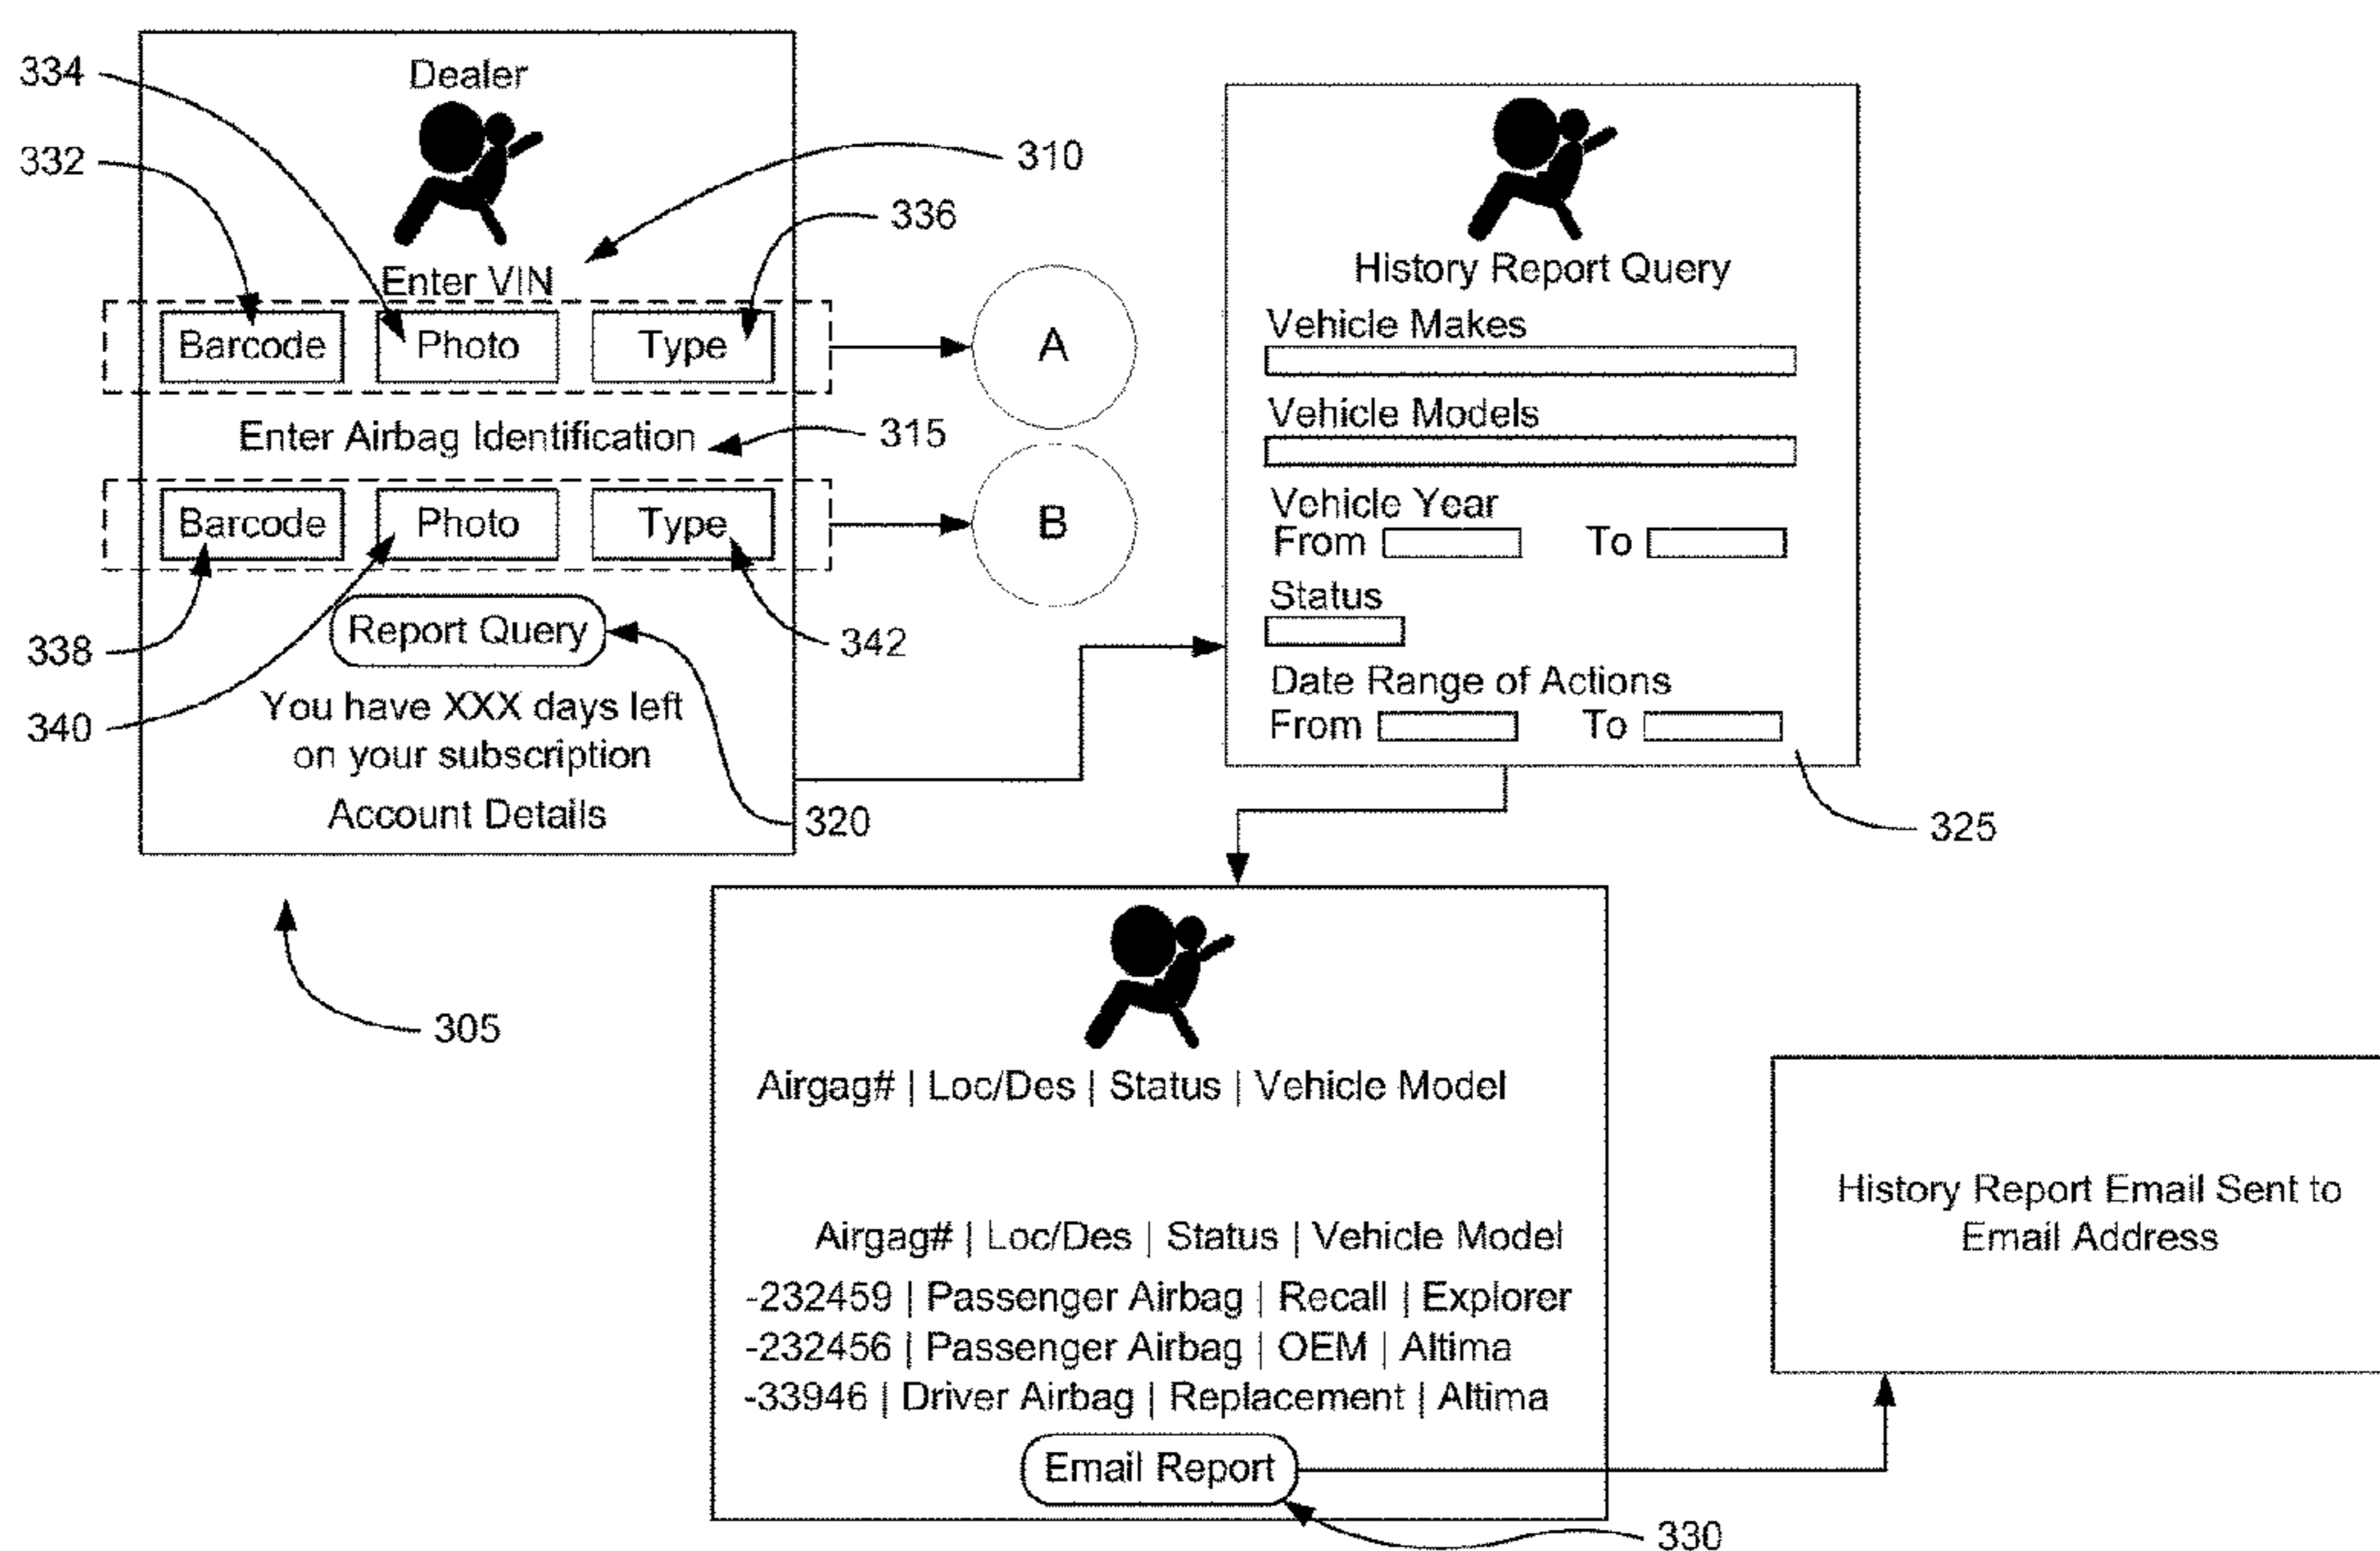 334
Dealer
332
310
336
Enter VIN
Barcode
Photo
Type
A
Enter Airbag Identification
315
Barcode
Photo
Type
B
338
Report Query
342
340
You have XXX days left
on your subscription
Account Details
320
305
History Report Query
Vehicle Makes
Vehicle Models
Vehicle Year
From To
Status
Date Range of Actions
From To
325
Airgag# | Loc/Des | Status | Vehicle Model
Airgag# | Loc/Des | Status | Vehicle Model
-232459 | Passenger Airbag | Recall | Explorer
-232456 | Passenger Airbag | OEM | Altima
-33946 | Driver Airbag | Replacement | Altima
Email Report
330
History Report Email Sent to
Email Address